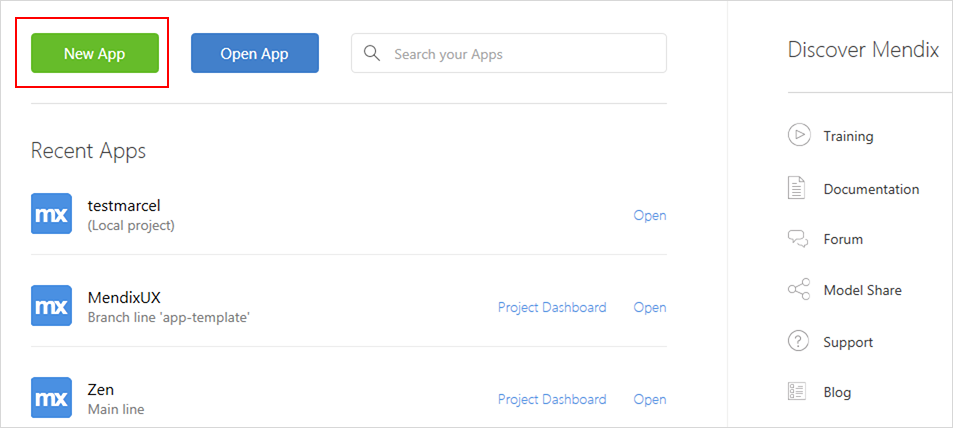 New App
Open App
Search your Apps
Discover Mendix
Recent Apps
mx
testmarcel
(Local project)
Open
mx
MendixUX
Branch line 'app-template'
Project Dashboard
Open
mx
Zen
Main line
Project Dashboard
Open
Training
Documentation
Forum
Model Share
Support
Blog